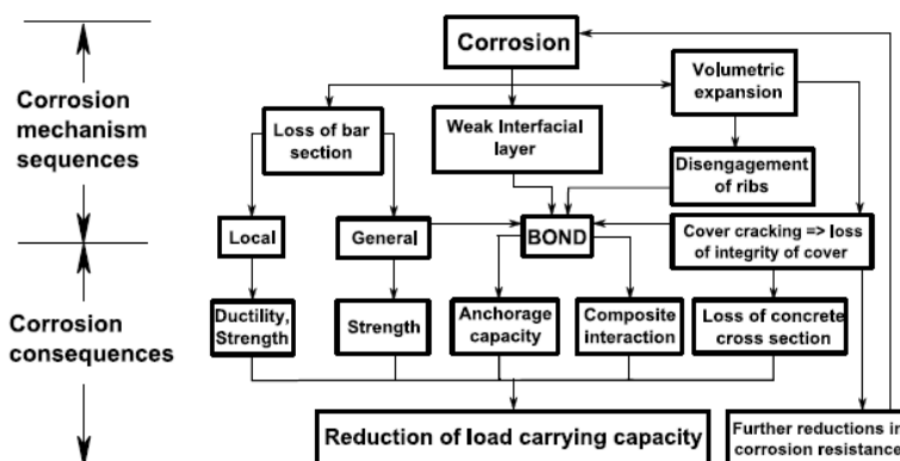 Corrosion
Volumetric
expansion
Corrosion
mechanism
sequences
Loss of bar
section
Weak Interfacial
layer
Disengagement
of ribs
Local
General
BOND
Cover cracking => loss
of integrity of cover
Corrosion
consequences
Ductility,
Strength
Strength
Anchorage
capacity
Composite
interaction
Loss of concrete
cross section
Reduction of load carrying capacity
Further reductions in
corrosion resistance